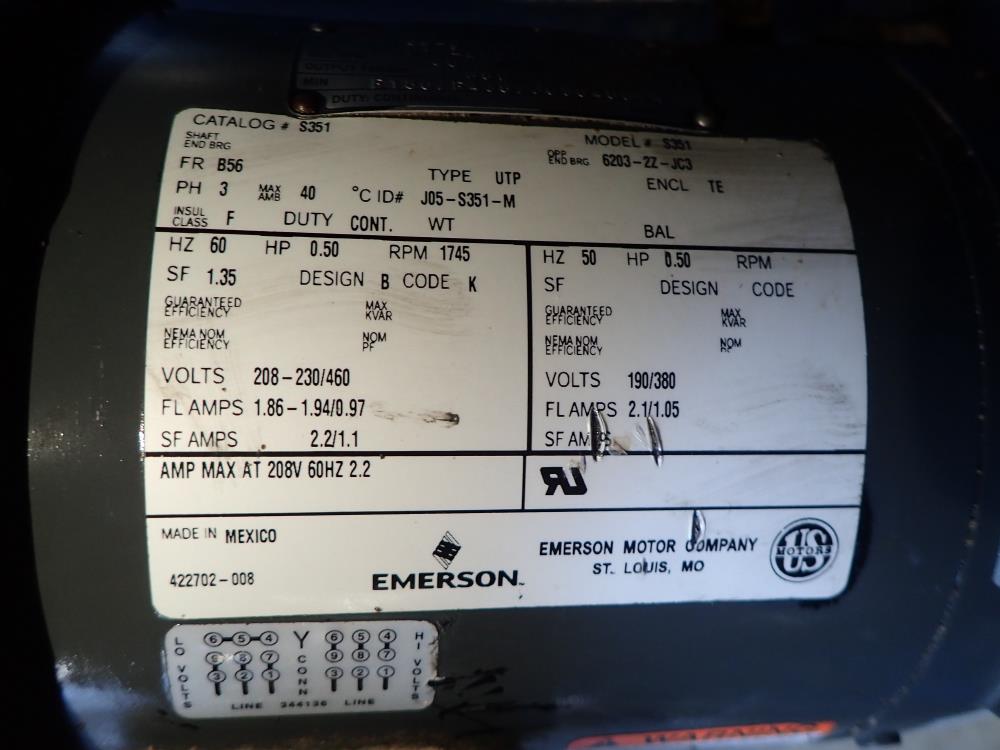 MIN
DUTY:
CATALOG # S351 MODEL # S351
SHAFT END BRG OPP END BRG 6203-2Z-JC3
FR B56 TYPE UTP ENCL TE
PH 3 MAX AMB 40 °C ID# J05-S351-M
INSUL CLASS F DUTY CONT. WT BAL
HZ 60 HP 0.50 RPM 1745
SF 1.35 DESIGN B CODE K
GUARANTEED EFFICIENCY MAX KVAR
NEMA NOM EFFICIENCY NOM PF
VOLTS 208-230/460
FL AMPS 1.86-1.94/0.97
SF AMPS 2.2/1.1
AMP MAX AT 208V 60HZ 2.2
HZ 50 HP 0.50 RPM
SF DESIGN CODE
GUARANTEED EFFICIENCY MAX KVAR
NEMA NOM EFFICIENCY NOM PF
VOLTS 190/380
FL AMPS 2.1/1.05
SF AMPS
MADE IN MEXICO
422702-008
EMERSON
EMERSON MOTOR COMPANY
ST. LOUIS, MO
US MOTORS
LO VOLTS Y CONN HI VOLTS
6 5 4 6 5 4
9 8 7 9 8 7
3 2 1 3 2 1
LINE 344136 LINE
WARNING